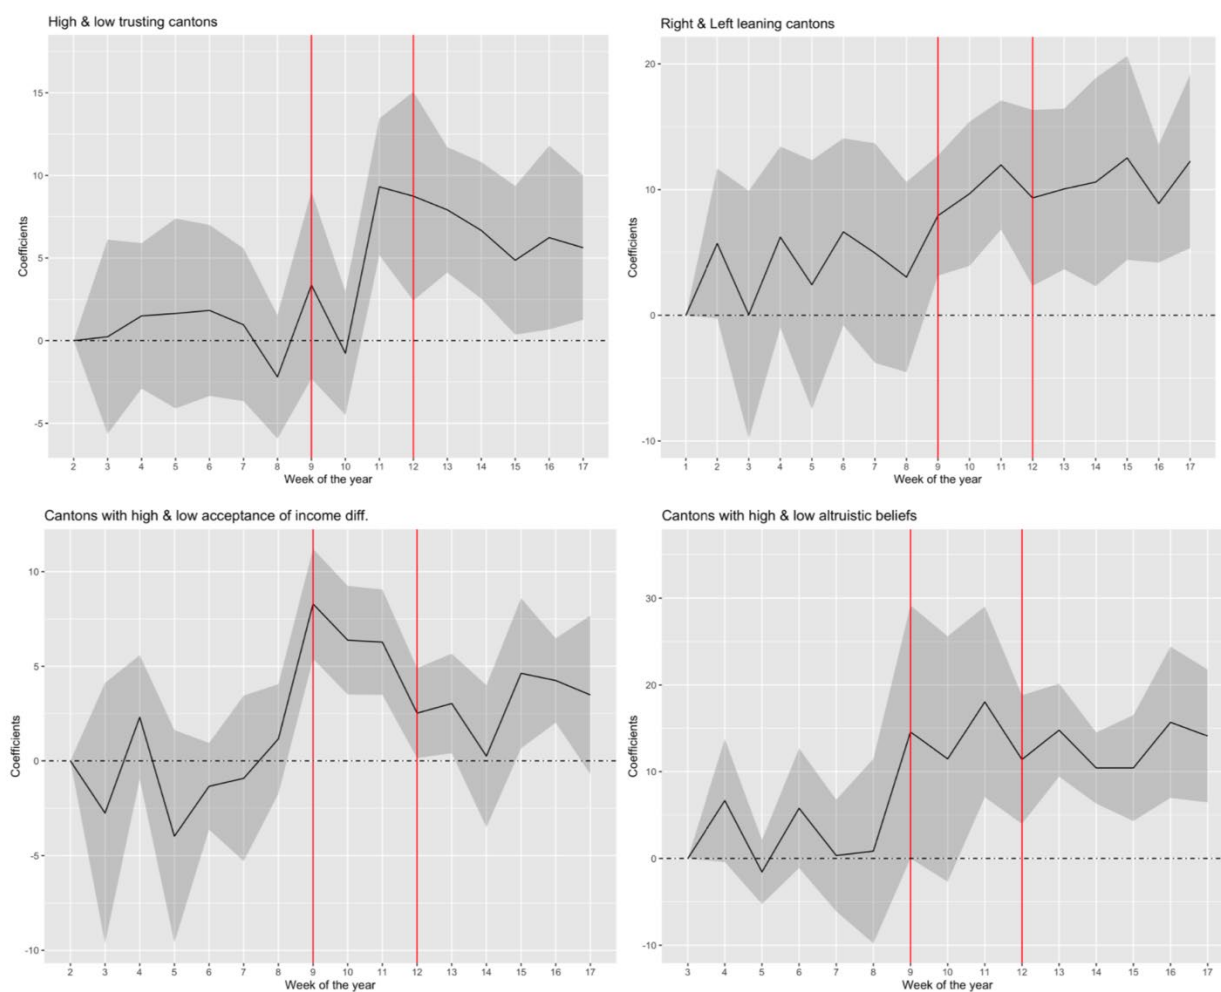 High & low trusting cantons
15
10
5
0
-5
Coefficients
2 3 4 5 6 7 8 9 10 11 12 13 14 15 16 17
Week of the year
Right & Left leaning cantons
20
10
0
-10
Coefficients
1 2 3 4 5 6 7 8 9 10 11 12 13 14 15 16 17
Week of the year
Cantons with high & low acceptance of income diff.
10
5
0
-5
-10
Coefficients
2 3 4 5 6 7 8 9 10 11 12 13 14 15 16 17
Week of the year
Cantons with high & low altruistic beliefs
30
20
10
0
-10
Coefficients
3 4 5 6 7 8 9 10 11 12 13 14 15 16 17
Week of the year